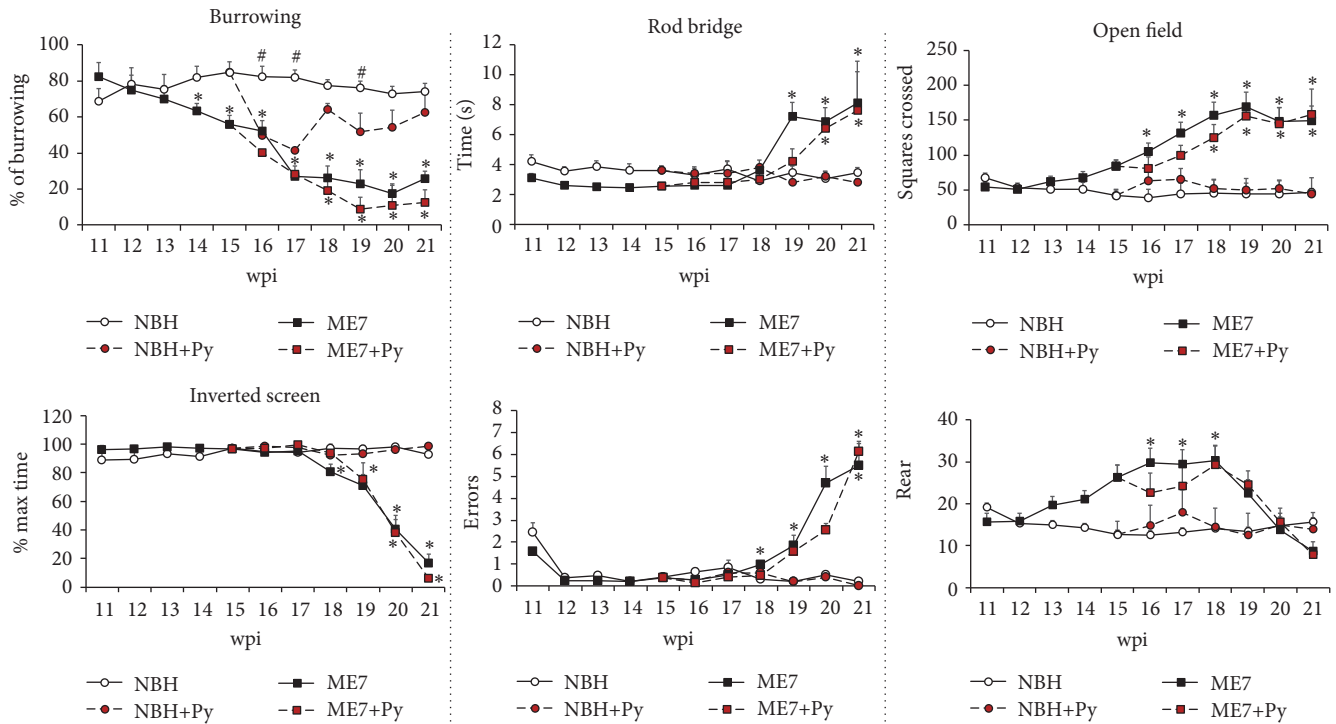 Burrowing
% of burrowing
100
80
60
40
20
0
# # #
* * * * * * * *
* * * *
11 12 13 14 15 16 17 18 19 20 21
wpi
NBH ME7
NBH+Py ME7+Py
Rod bridge
Time (s)
12
10
8
6
4
2
0
* * *
* *
11 12 13 14 15 16 17 18 19 20 21
wpi
NBH ME7
NBH+Py ME7+Py
Open field
Squares crossed
250
200
150
100
50
0
* * * * * *
* * * *
11 12 13 14 15 16 17 18 19 20 21
wpi
NBH ME7
NBH+Py ME7+Py
Inverted screen
% max time
120
100
80
60
40
20
0
* * * *
* *
11 12 13 14 15 16 17 18 19 20 21
wpi
NBH ME7
NBH+Py ME7+Py
Errors
8
7
6
5
4
3
2
1
0
* * * *
*
11 12 13 14 15 16 17 18 19 20 21
wpi
NBH ME7
NBH+Py ME7+Py
Rear
40
30
20
10
0
* * *
11 12 13 14 15 16 17 18 19 20 21
wpi
NBH ME7
NBH+Py ME7+Py